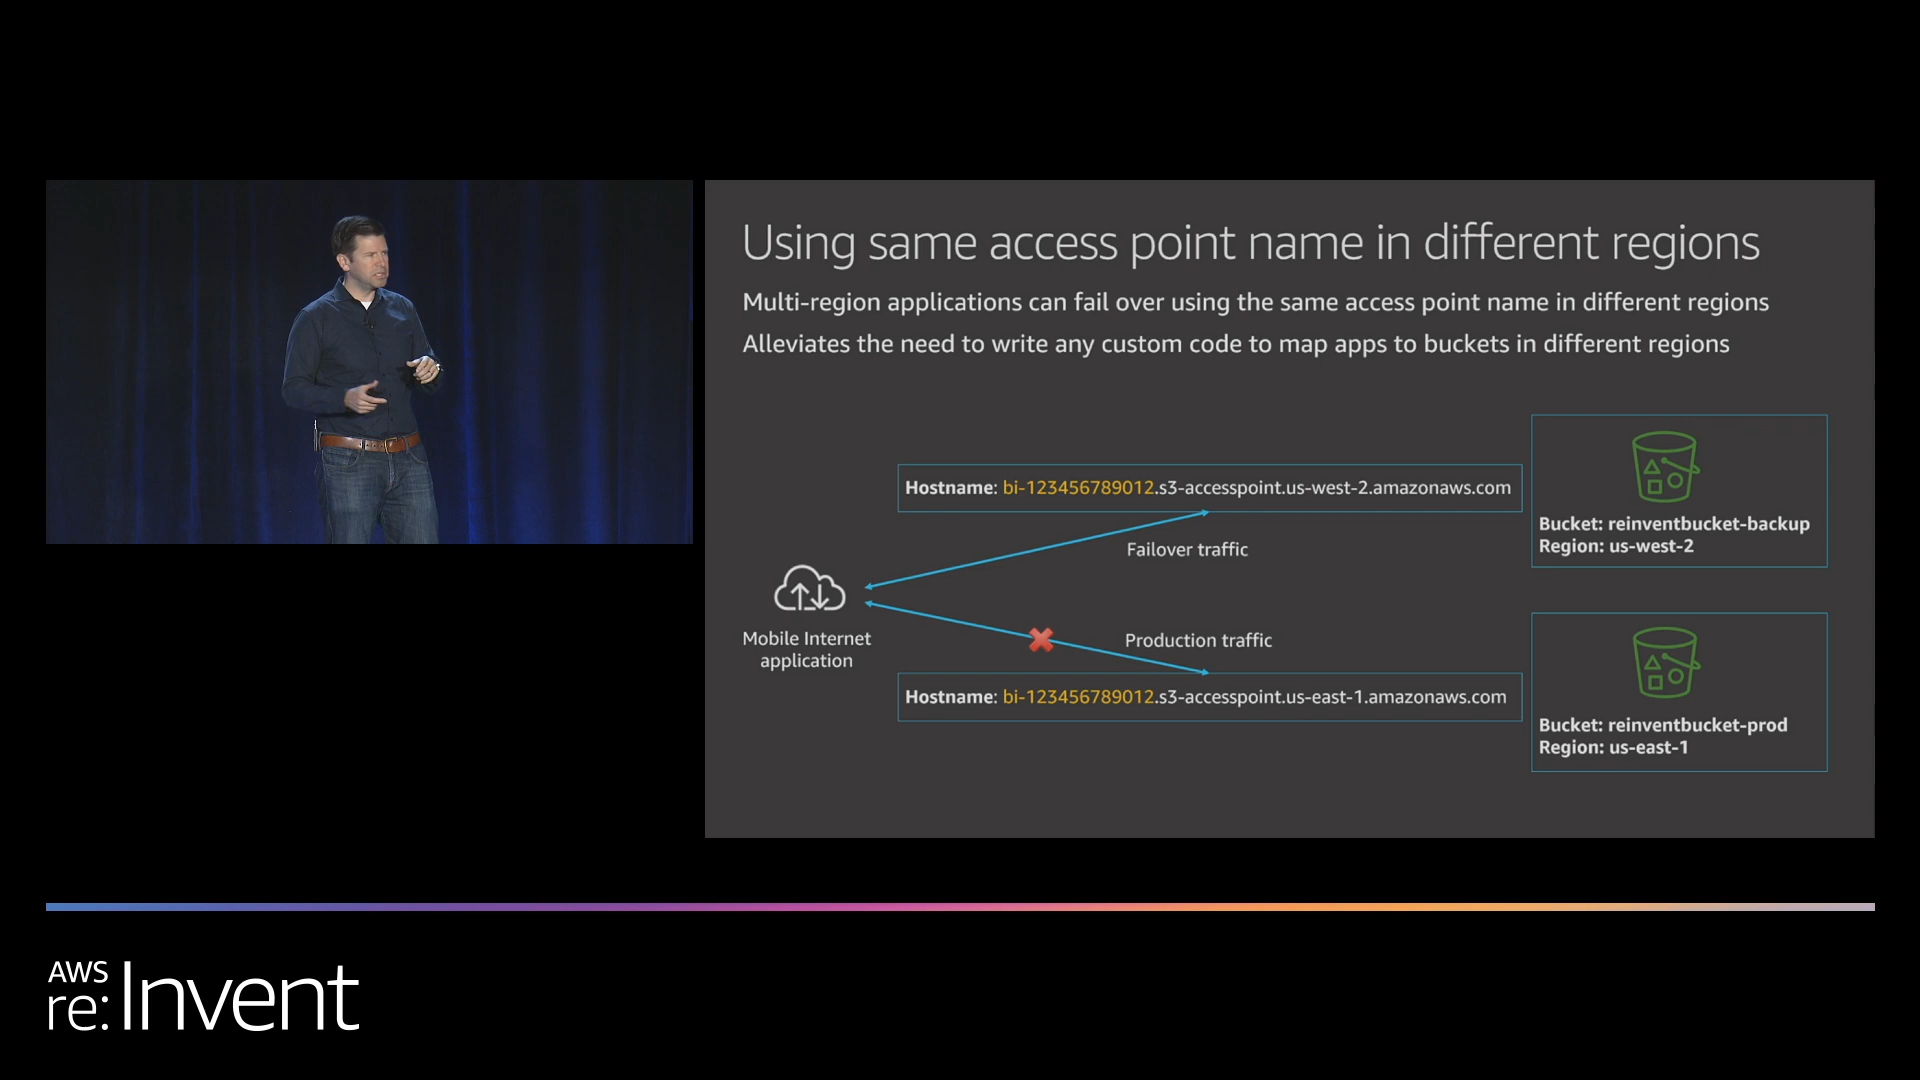 Using same access point name in different regions
Multi-region applications can fail over using the same access point name in different regions
Alleviates the need to write any custom code to map apps to buckets in different regions
Hostname: bi-123456789012.s3-accesspoint.us-west-2.amazonaws.com
Bucket: reinventbucket-backup
Region: us-west-2
Failover traffic
Mobile Internet
application
Production traffic
Hostname: bi-123456789012.s3-accesspoint.us-east-1.amazonaws.com
Bucket: reinventbucket-prod
Region: us-east-1
AWS
re:Invent